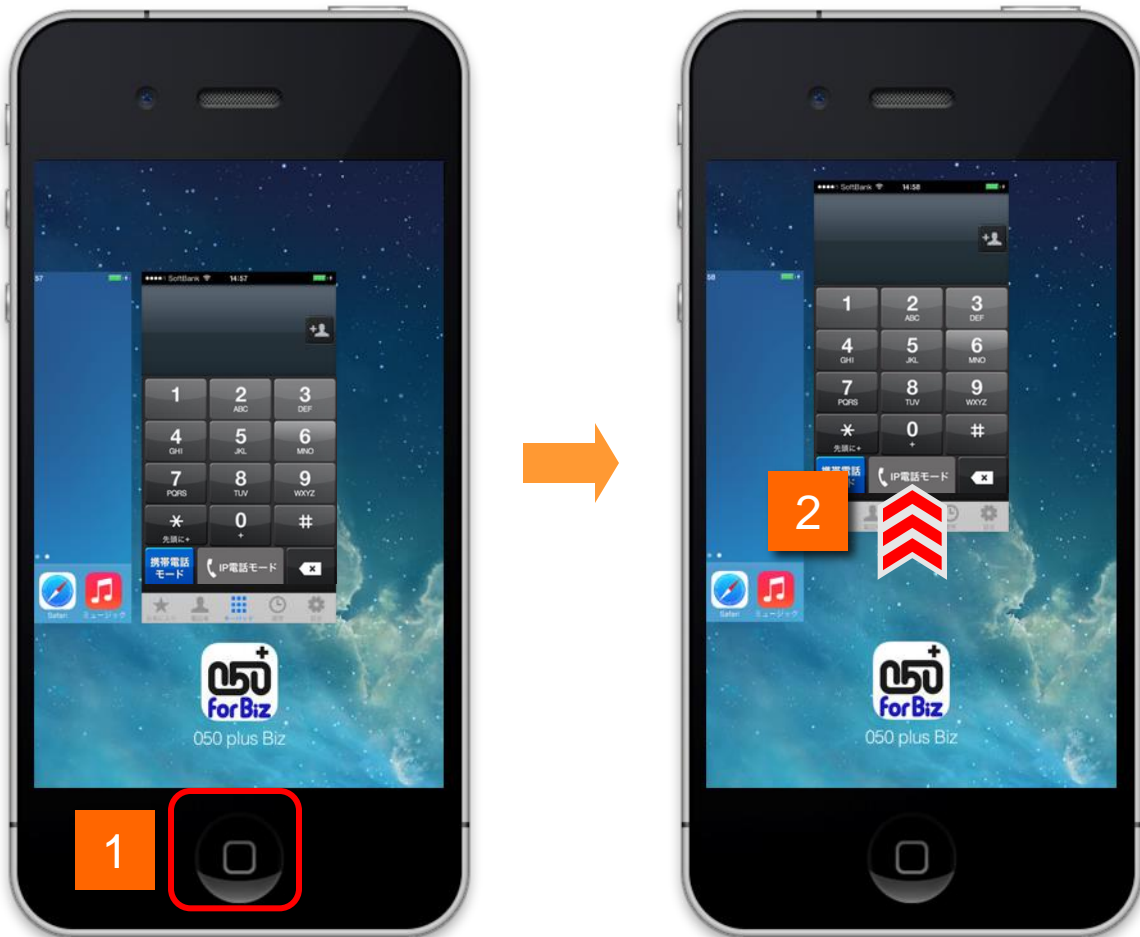 57
SoftBank 14:57
1 2 3
ABC DEF
4 5 6
GHI JKL MNO
7 8 9
PQRS TUV WXYZ
* 0 #
先頭に+ +
携帯電話
モード
IP電話モード
Safari ミュージック
050+
for Biz
050 plus Biz
1
58
SoftBank 14:58
1 2 3
ABC DEF
4 5 6
GHI JKL MNO
7 8 9
PQRS TUV WXYZ
* 0 #
先頭に+ +
携帯電話
IP電話モード
2
Safari ミュージック
050+
for Biz
050 plus Biz